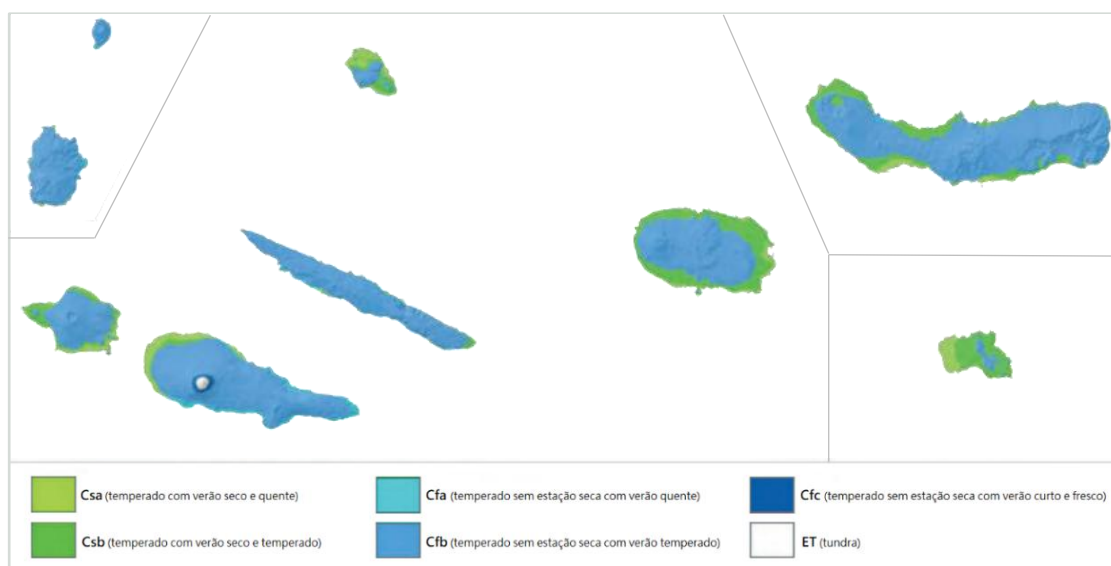 Csa (temperado com verão seco e quente)
Cfa (temperado sem estação seca com verão quente)
Cfc (temperado sem estação seca com verão curto e fresco)
Csb (temperado com verão seco e temperado)
Cfb (temperado sem estação seca com verão temperado)
ET (tundra)